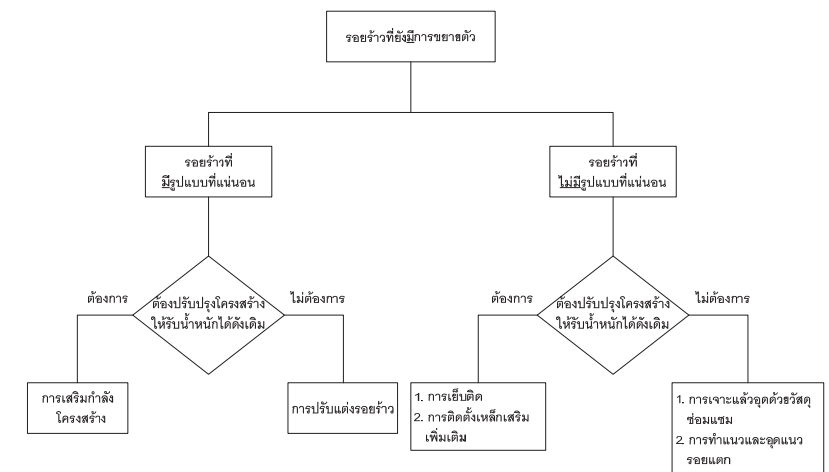 รอยร้าวที่ยังมีการขยายตัว
รอยร้าวที่
มีรูปแบบที่แน่นอน
รอยร้าวที่
ไม่มีรูปแบบที่แน่นอน
ต้องการ
ต้องปรับปรุงโครงสร้าง
ให้รับน้ำหนักได้ดังเดิม
ไม่ต้องการ
ต้องการ
ต้องปรับปรุงโครงสร้าง
ให้รับน้ำหนักได้ดังเดิม
ไม่ต้องการ
การเสริมกำลัง
โครงสร้าง
การปรับแต่งรอยร้าว
1. การเย็บติด
2. การติดตั้งเหล็กเสริม
เพิ่มเติม
1. การเจาะแล้วอุดด้วยวัสดุ
ซ่อมแซม
2. การทำแนวและอุดแนว
รอยแตก